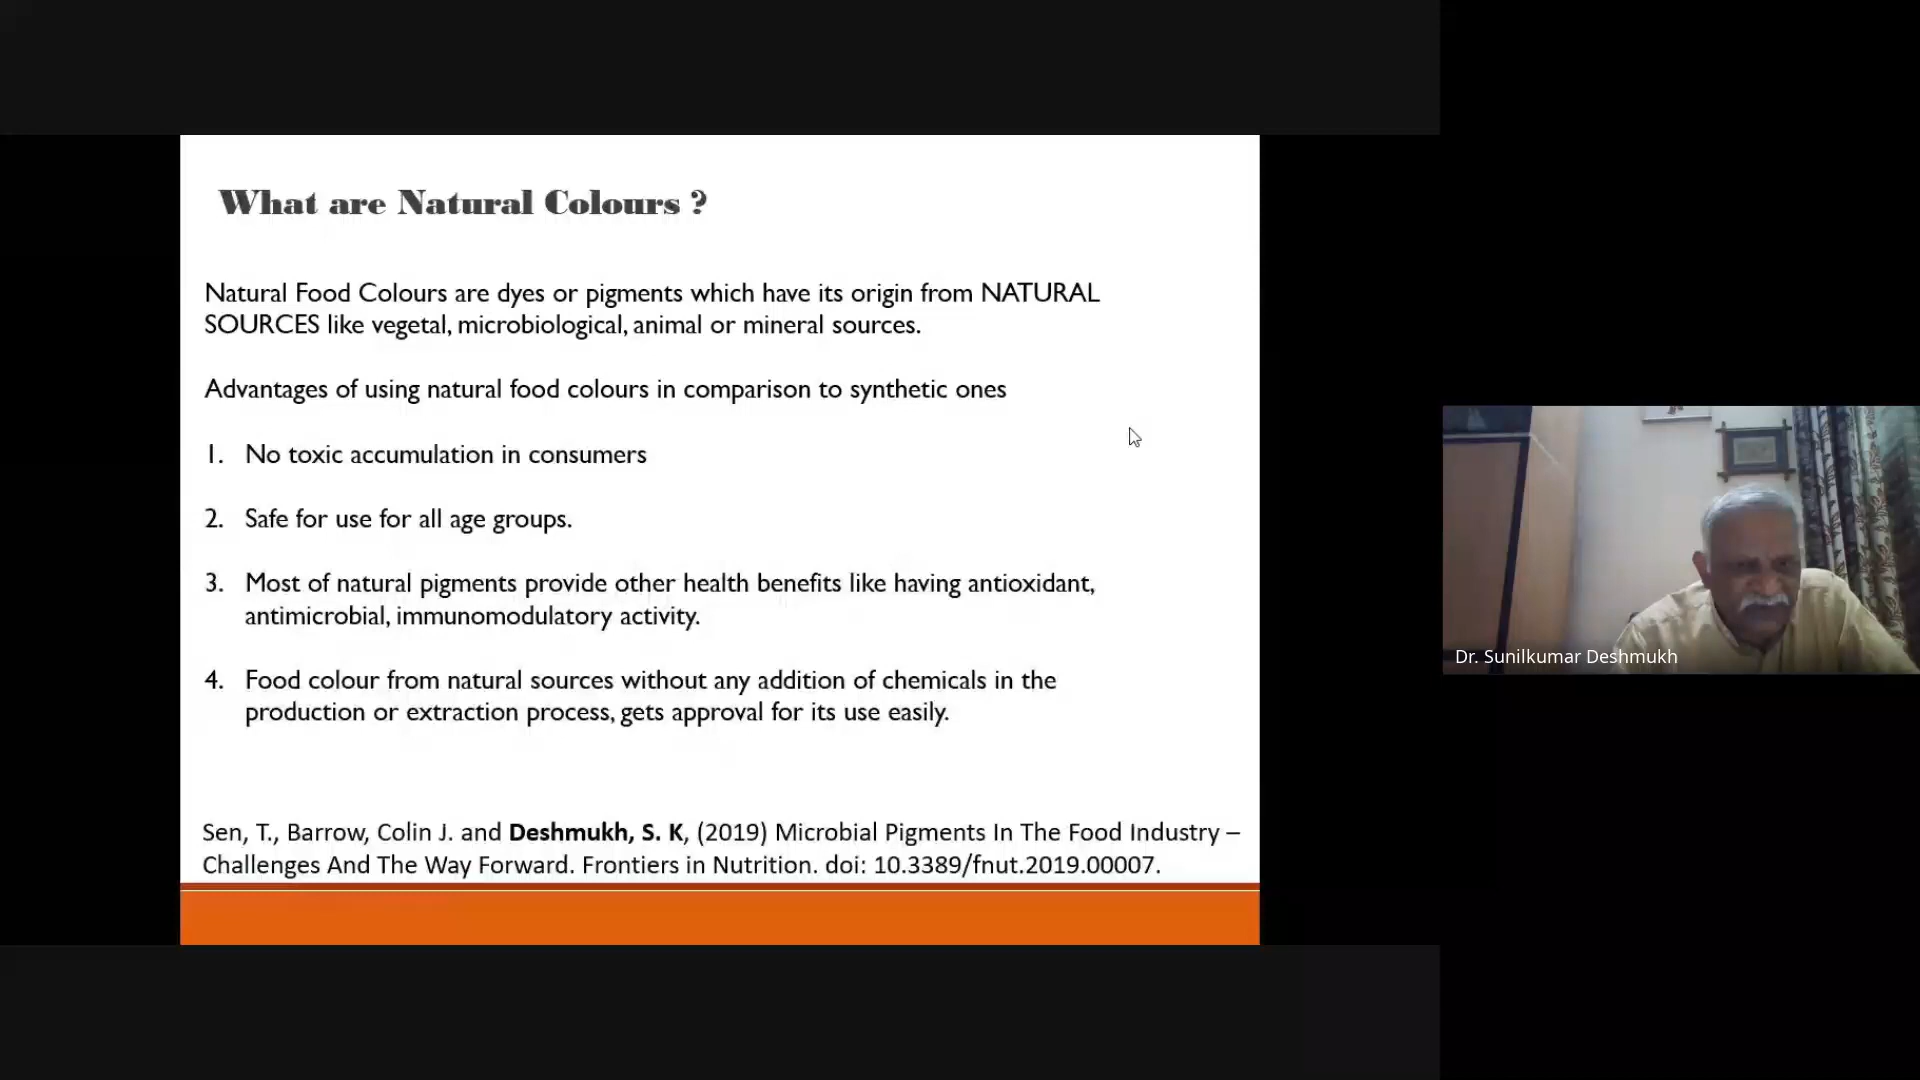 What are Natural Colours ?
Natural Food Colours are dyes or pigments which have its origin from NATURAL
SOURCES like vegetal, microbiological, animal or mineral sources.
Advantages of using natural food colours in comparison to synthetic ones
1. No toxic accumulation in consumers
2. Safe for use for all age groups.
3. Most of natural pigments provide other health benefits like having antioxidant,
antimicrobial, immunomodulatory activity.
4. Food colour from natural sources without any addition of chemicals in the
production or extraction process, gets approval for its use easily.
Sen, T., Barrow, Colin J. and Deshmukh, S. K, (2019) Microbial Pigments In The Food Industry –
Challenges And The Way Forward. Frontiers in Nutrition. doi: 10.3389/fnut.2019.00007.
Dr. Sunilkumar Deshmukh